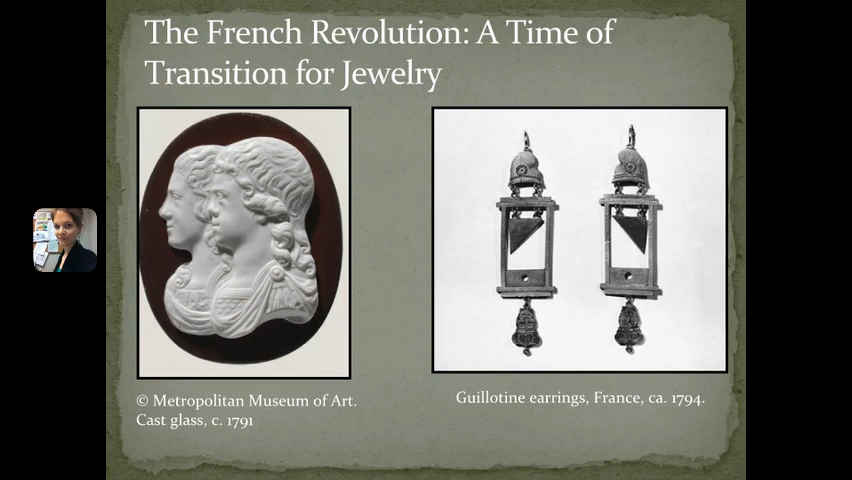 The French Revolution: A Time of
Transition for Jewelry
© Metropolitan Museum of Art.
Cast glass, c. 1791
Guillotine earrings, France, ca. 1794.